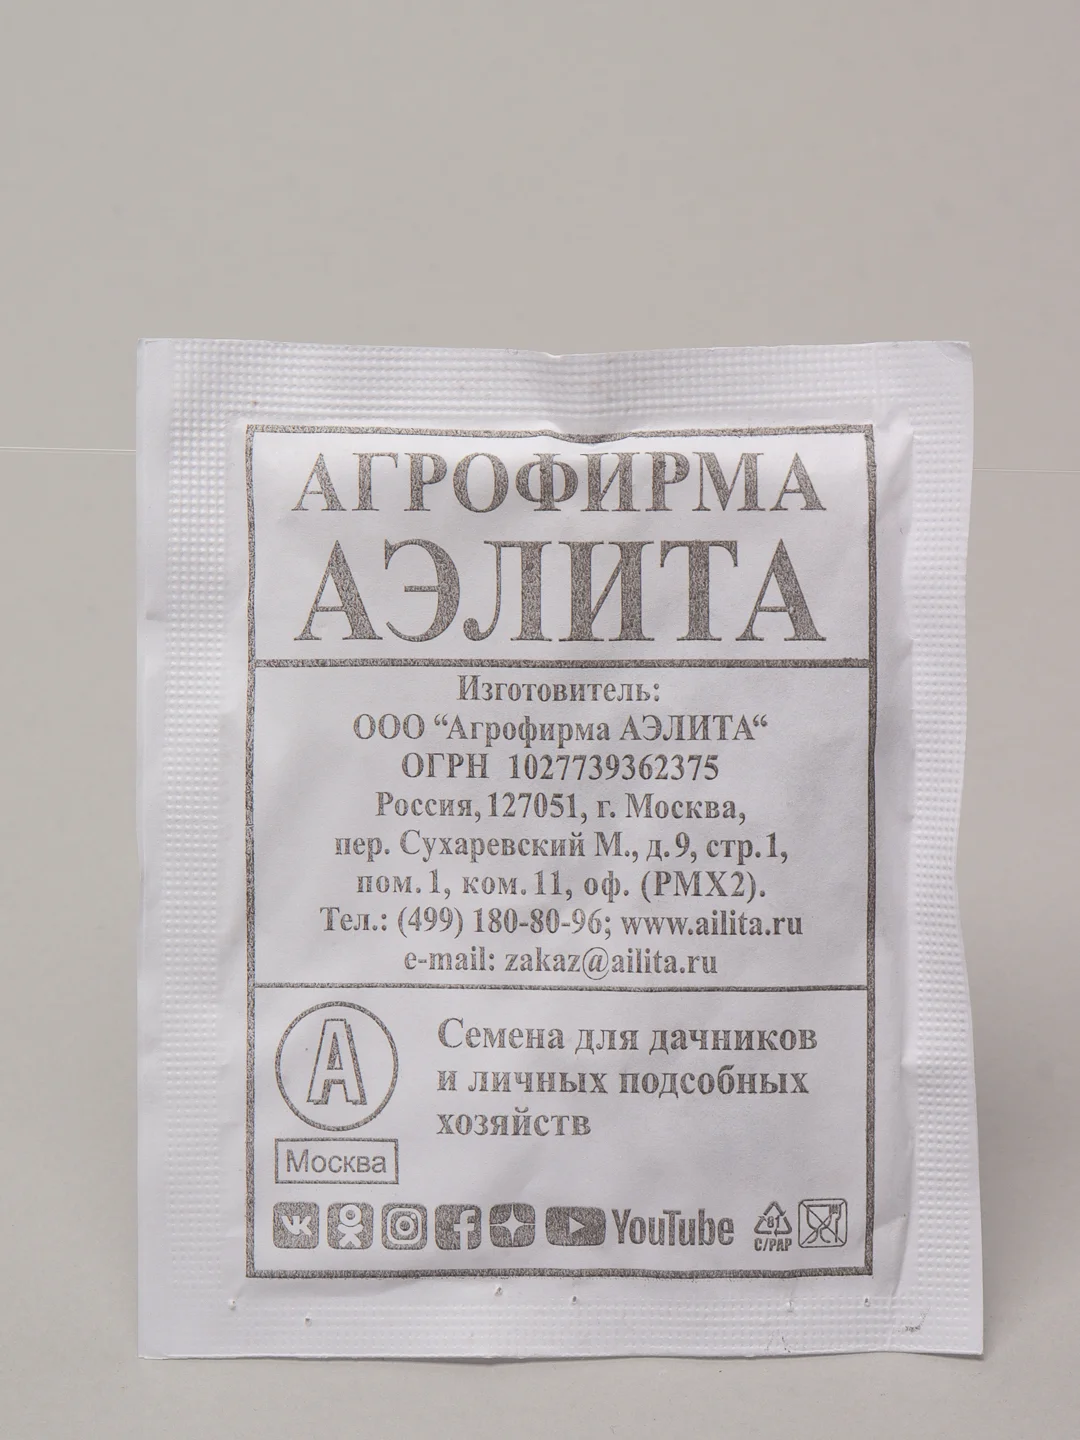 АГРОФИРМА
АЭЛИТА
Изготовитель:
ООО “Агрофирма АЭЛИТА“
ОГРН 1027739362375
Россия, 127051, г. Москва,
пер. Сухаревский М., д.9, стр.1,
пом.1, ком.11, оф. (РМХ2).
Тел.: (499) 180-80-96; www.ailita.ru
e-mail: zakaz@ailita.ru
А
Семена для дачников
и личных подсобных
хозяйств
Москва
YouTube
81
C/PAP